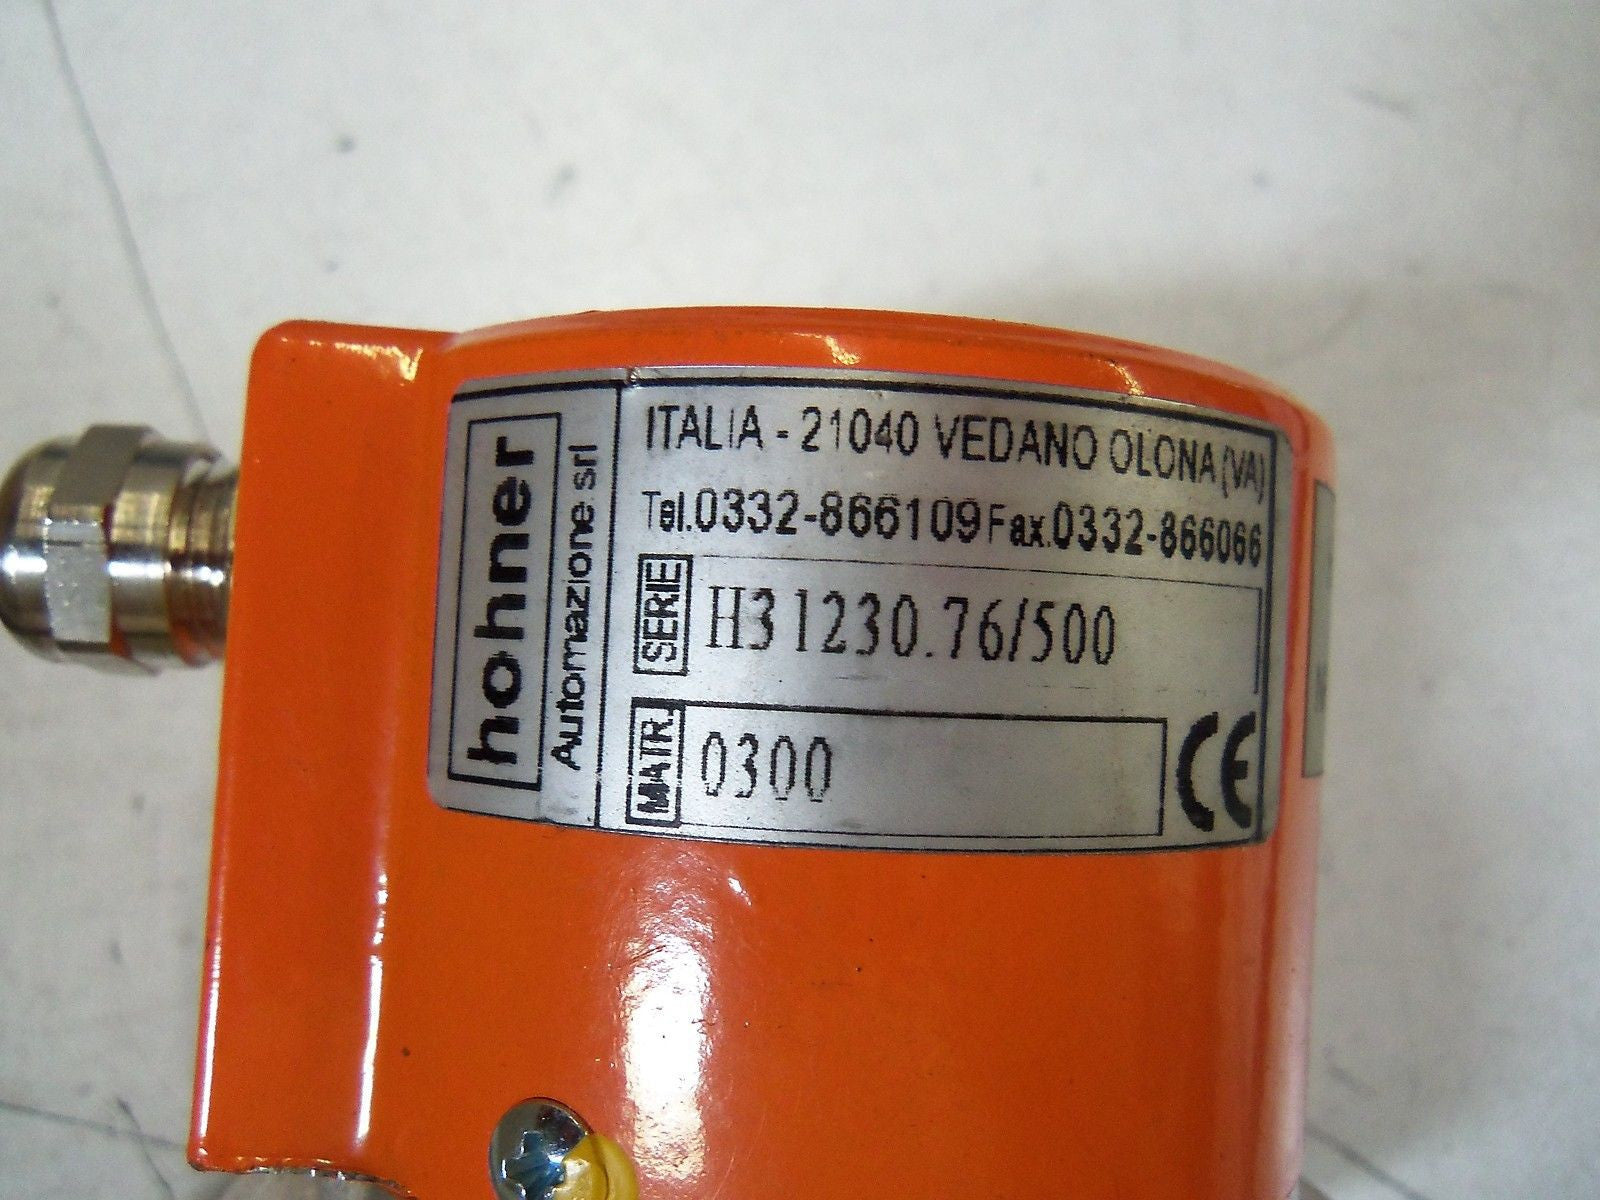 hohner
Automazione srl
ITALIA - 21040 VEDANO OLONA (VA)
Tel.0332-866109 Fax.0332-866066
SERIE H31230.76/500
MATR. 0300
CE